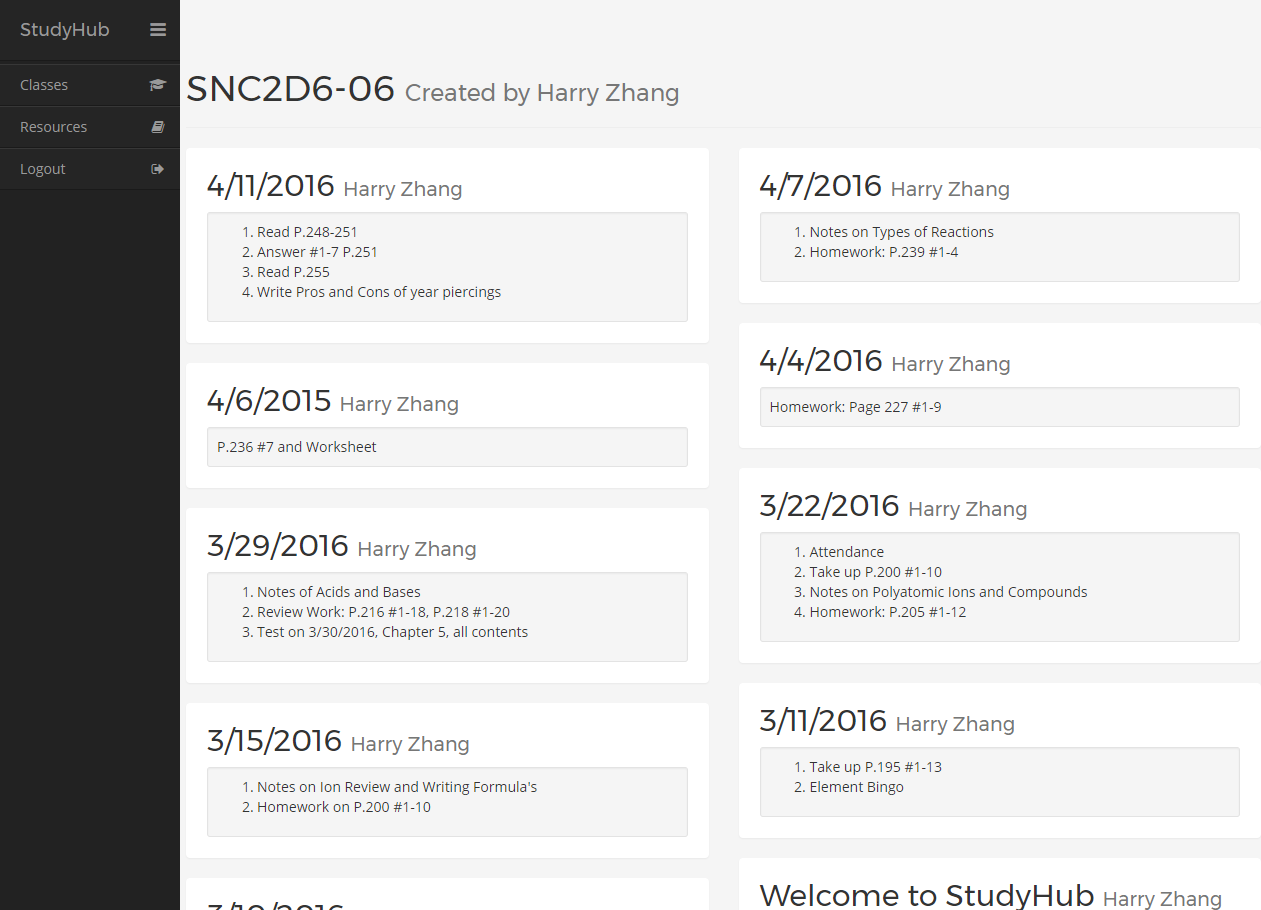 StudyHub
Classes
Resources
Logout
SNC2D6-06 Created by Harry Zhang
4/11/2016 Harry Zhang
1. Read P.248-251
2. Answer #1-7 P.251
3. Read P.255
4. Write Pros and Cons of year piercings
4/6/2015 Harry Zhang
P.236 #7 and Worksheet
3/29/2016 Harry Zhang
1. Notes of Acids and Bases
2. Review Work: P.216 #1-18, P.218 #1-20
3. Test on 3/30/2016, Chapter 5, all contents
3/15/2016 Harry Zhang
1. Notes on Ion Review and Writing Formula's
2. Homework on P.200 #1-10
4/7/2016 Harry Zhang
1. Notes on Types of Reactions
2. Homework: P.239 #1-4
4/4/2016 Harry Zhang
Homework: Page 227 #1-9
3/22/2016 Harry Zhang
1. Attendance
2. Take up P.200 #1-10
3. Notes on Polyatomic Ions and Compounds
4. Homework: P.205 #1-12
3/11/2016 Harry Zhang
1. Take up P.195 #1-13
2. Element Bingo
Welcome to StudyHub Harry Zhang